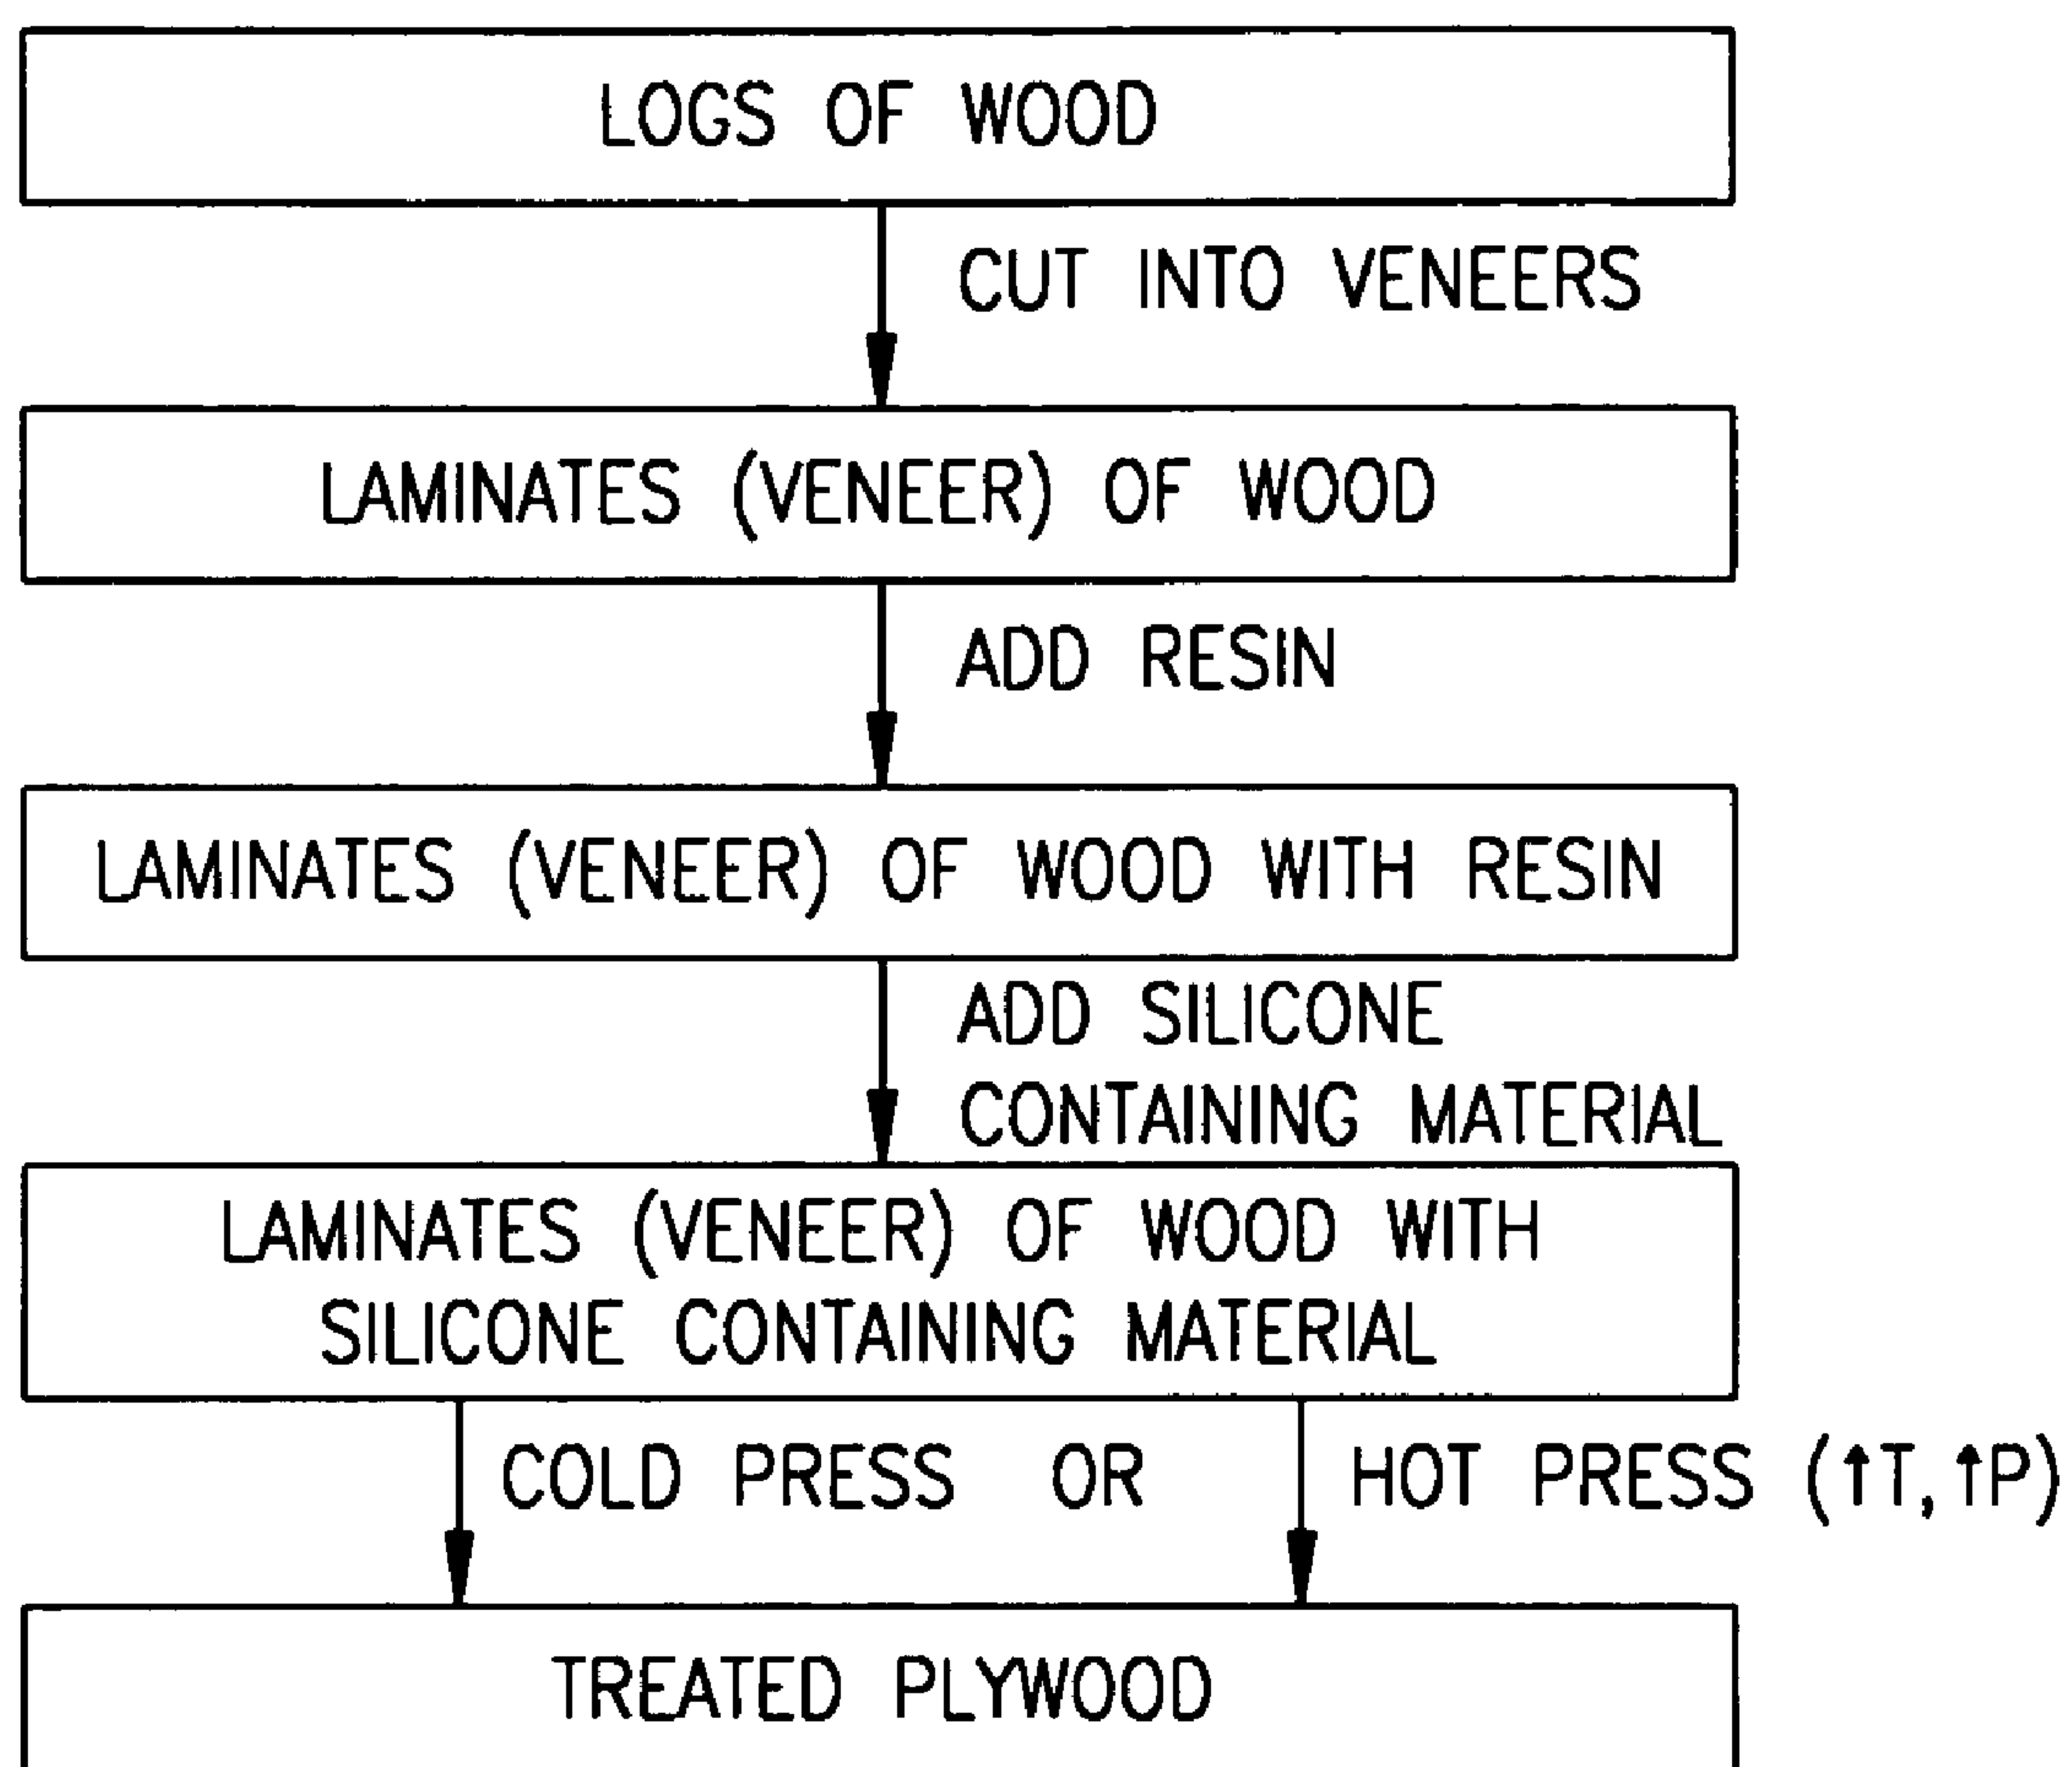 LOGS OF WOOD
CUT INTO VENEERS
LAMINATES (VENEER) OF WOOD
ADD RESIN
LAMINATES (VENEER) OF WOOD WITH RESIN
ADD SILICONE
CONTAINING MATERIAL
LAMINATES (VENEER) OF WOOD WITH
SILICONE CONTAINING MATERIAL
COLD PRESS OR HOT PRESS (↑T, ↑P)
TREATED PLYWOOD